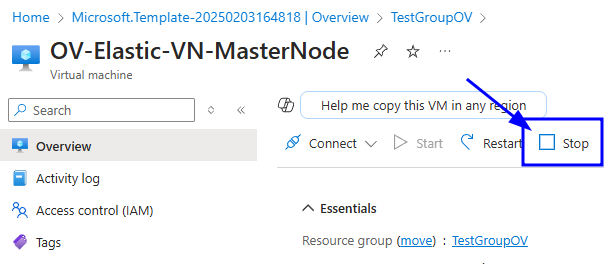 Home > Microsoft.Template-20250203164818 | Overview > TestGroupOV >
OV-Elastic-VN-MasterNode
Virtual machine
Search
Help me copy this VM in any region
Connect Start Restart Stop
Overview
Activity log
Access control (IAM)
Tags
Essentials
Resource group (move) : TestGroupOV